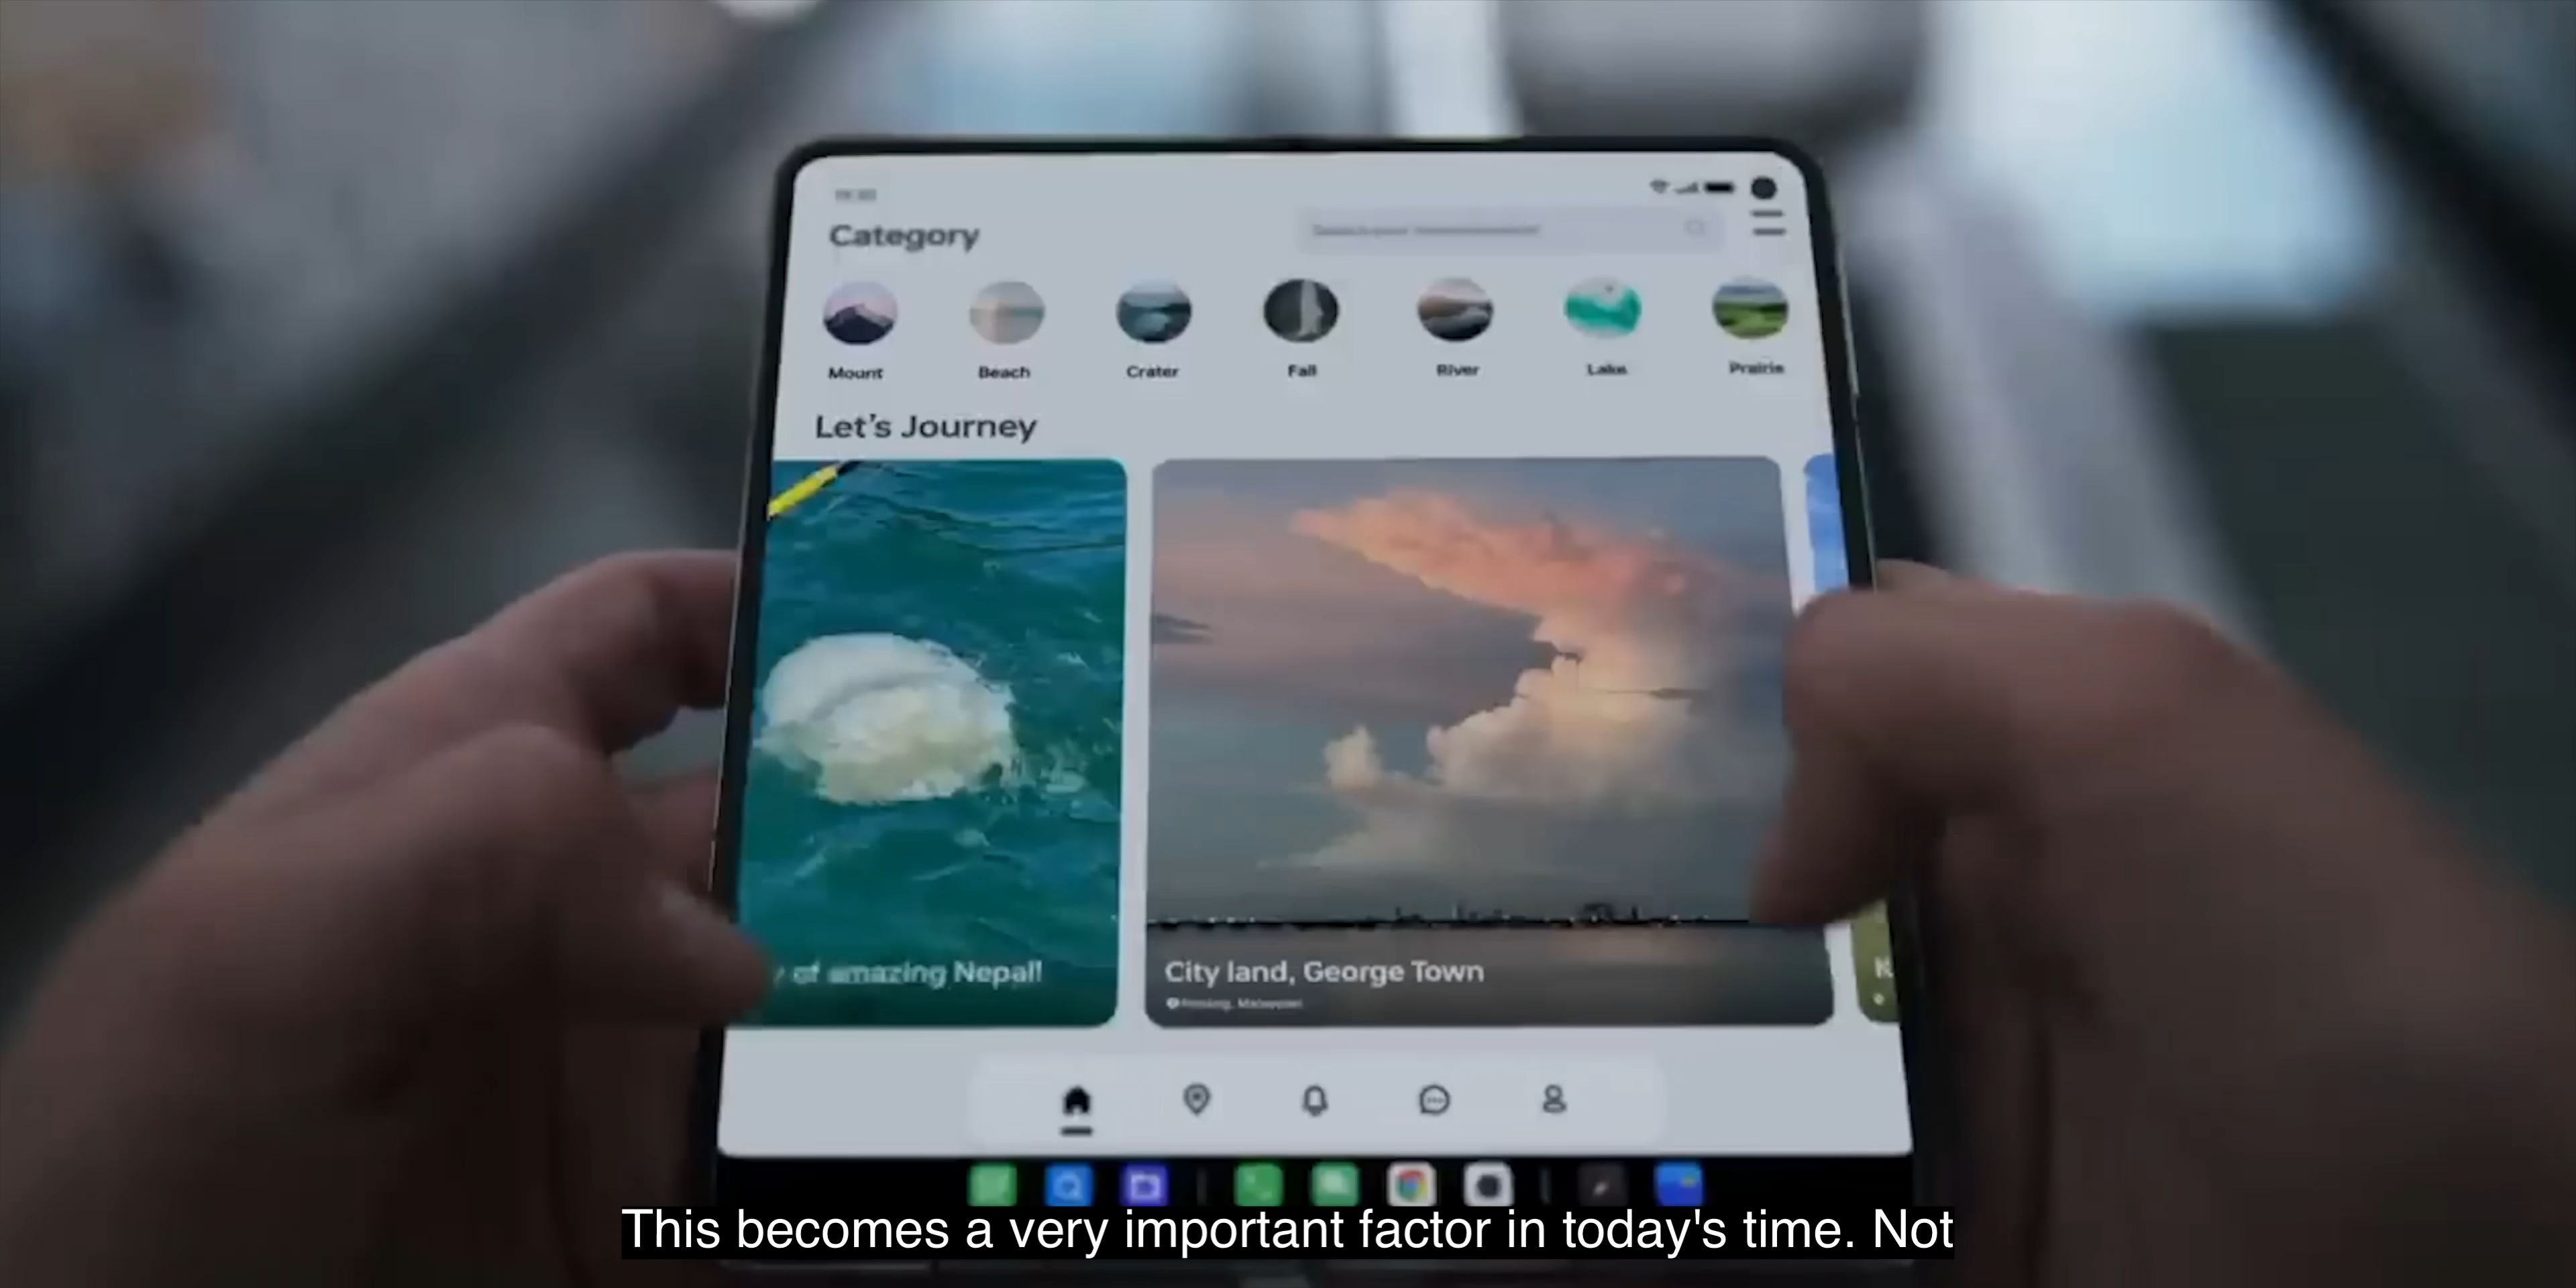 Category
Mount
Beach
Crater
Fall
River
Lake
Prairie
Let's Journey
of amazing Nepal!
City land, George Town
This becomes a very important factor in today's time. Not